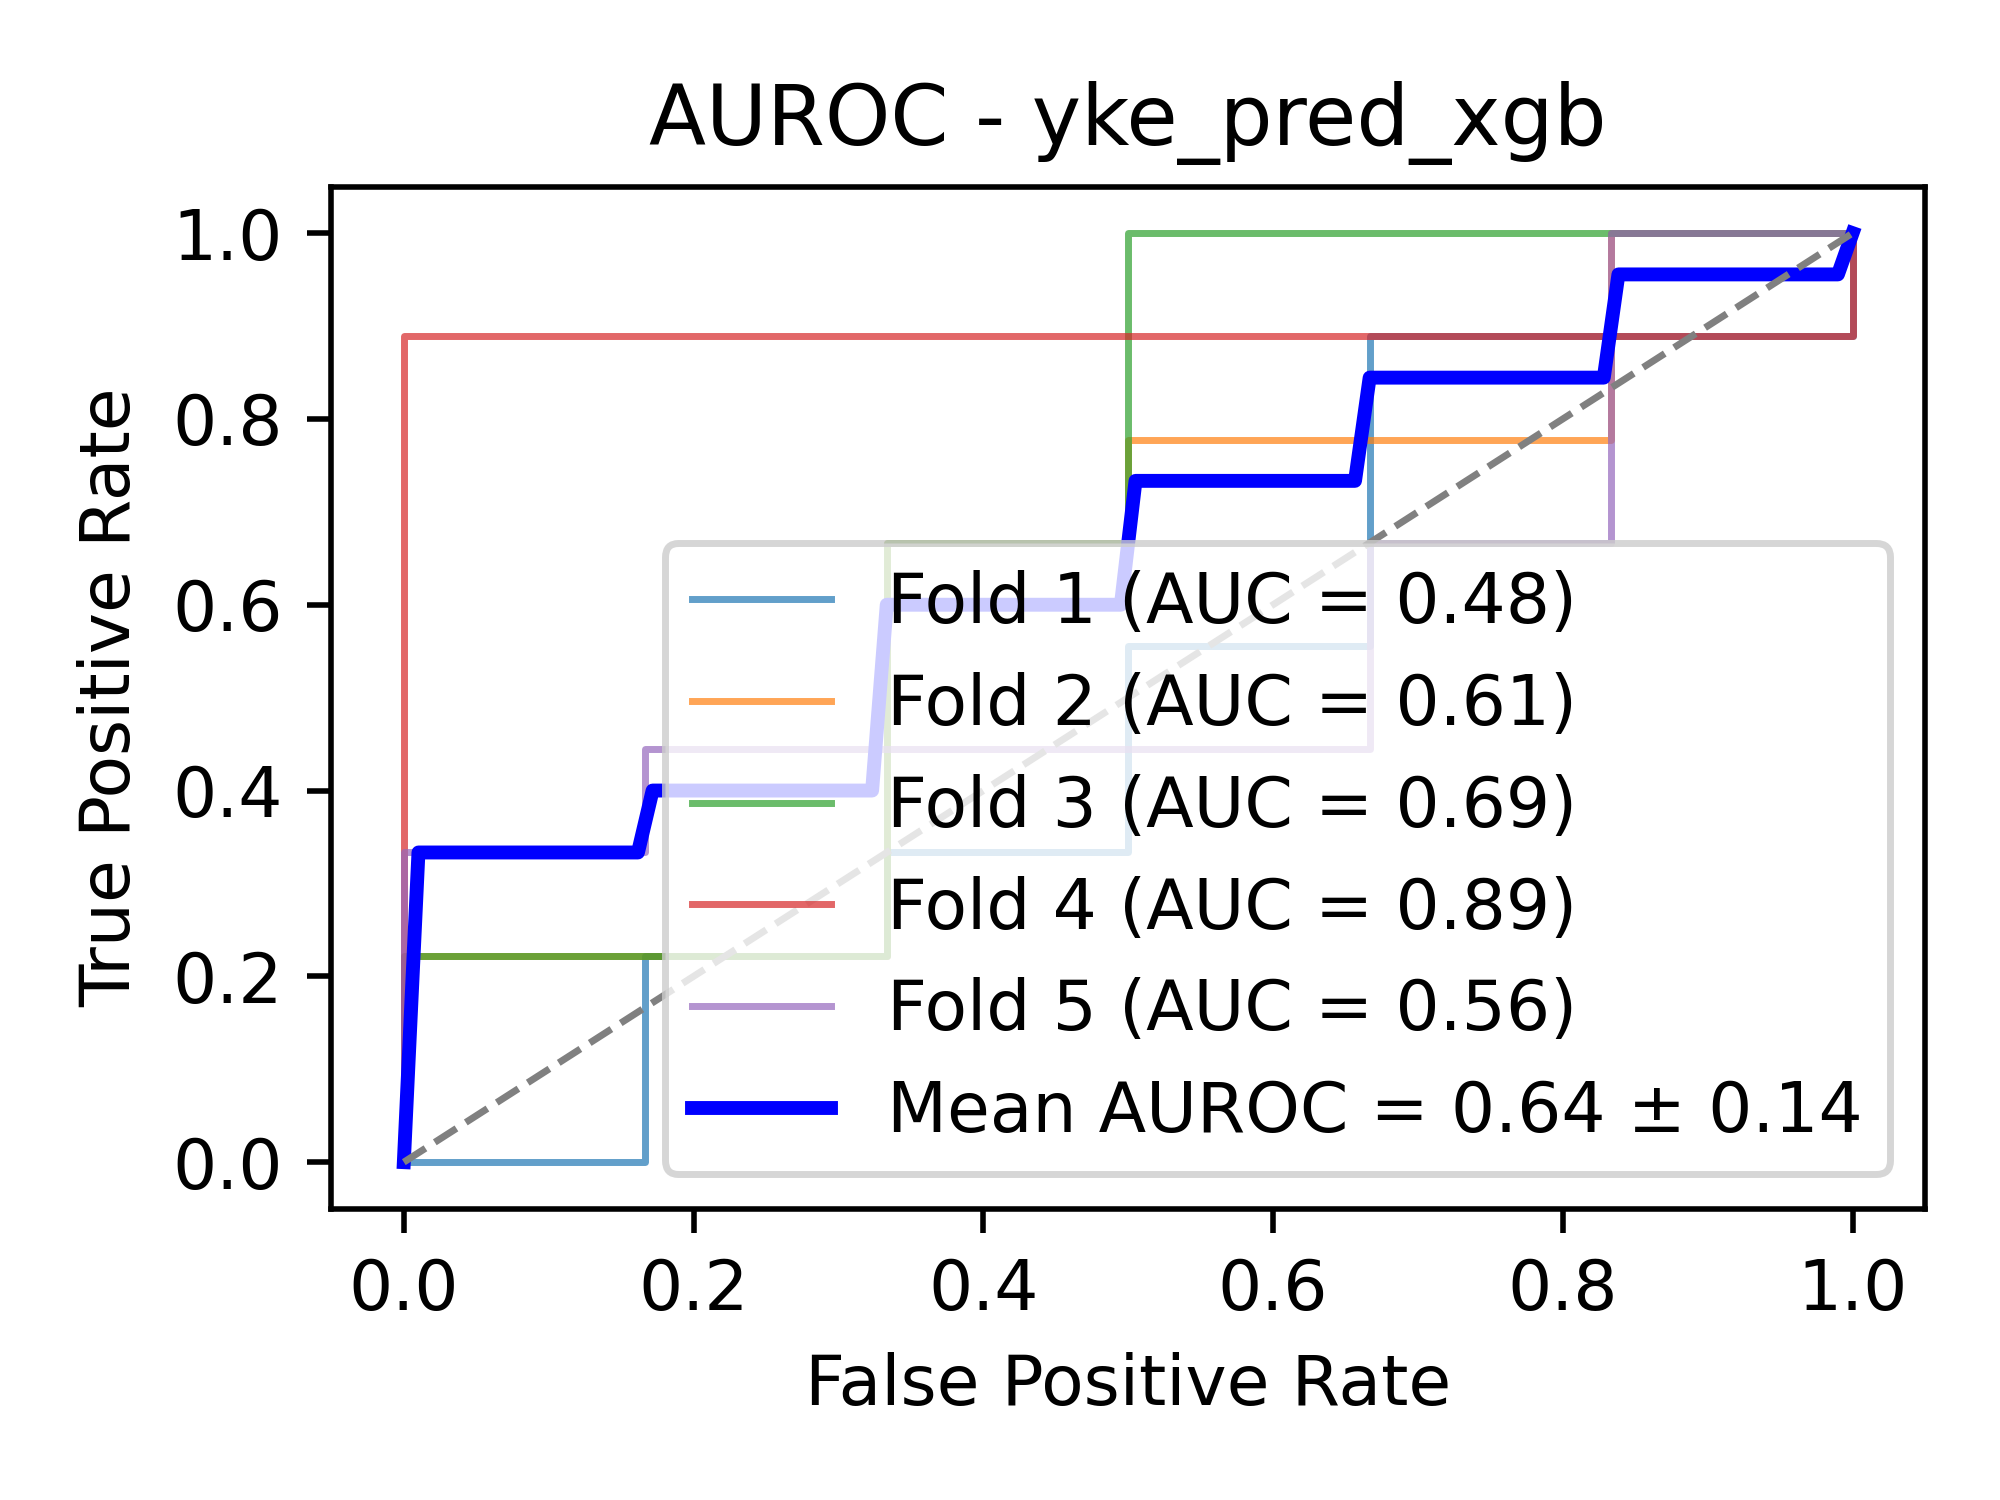 AUROC - yke_pred_xgb
True Positive Rate
1.0
0.8
0.6
0.4
0.2
0.0
Fold 1 (AUC = 0.48)
Fold 2 (AUC = 0.61)
Fold 3 (AUC = 0.69)
Fold 4 (AUC = 0.89)
Fold 5 (AUC = 0.56)
Mean AUROC = 0.64 ± 0.14
0.0 0.2 0.4 0.6 0.8 1.0
False Positive Rate